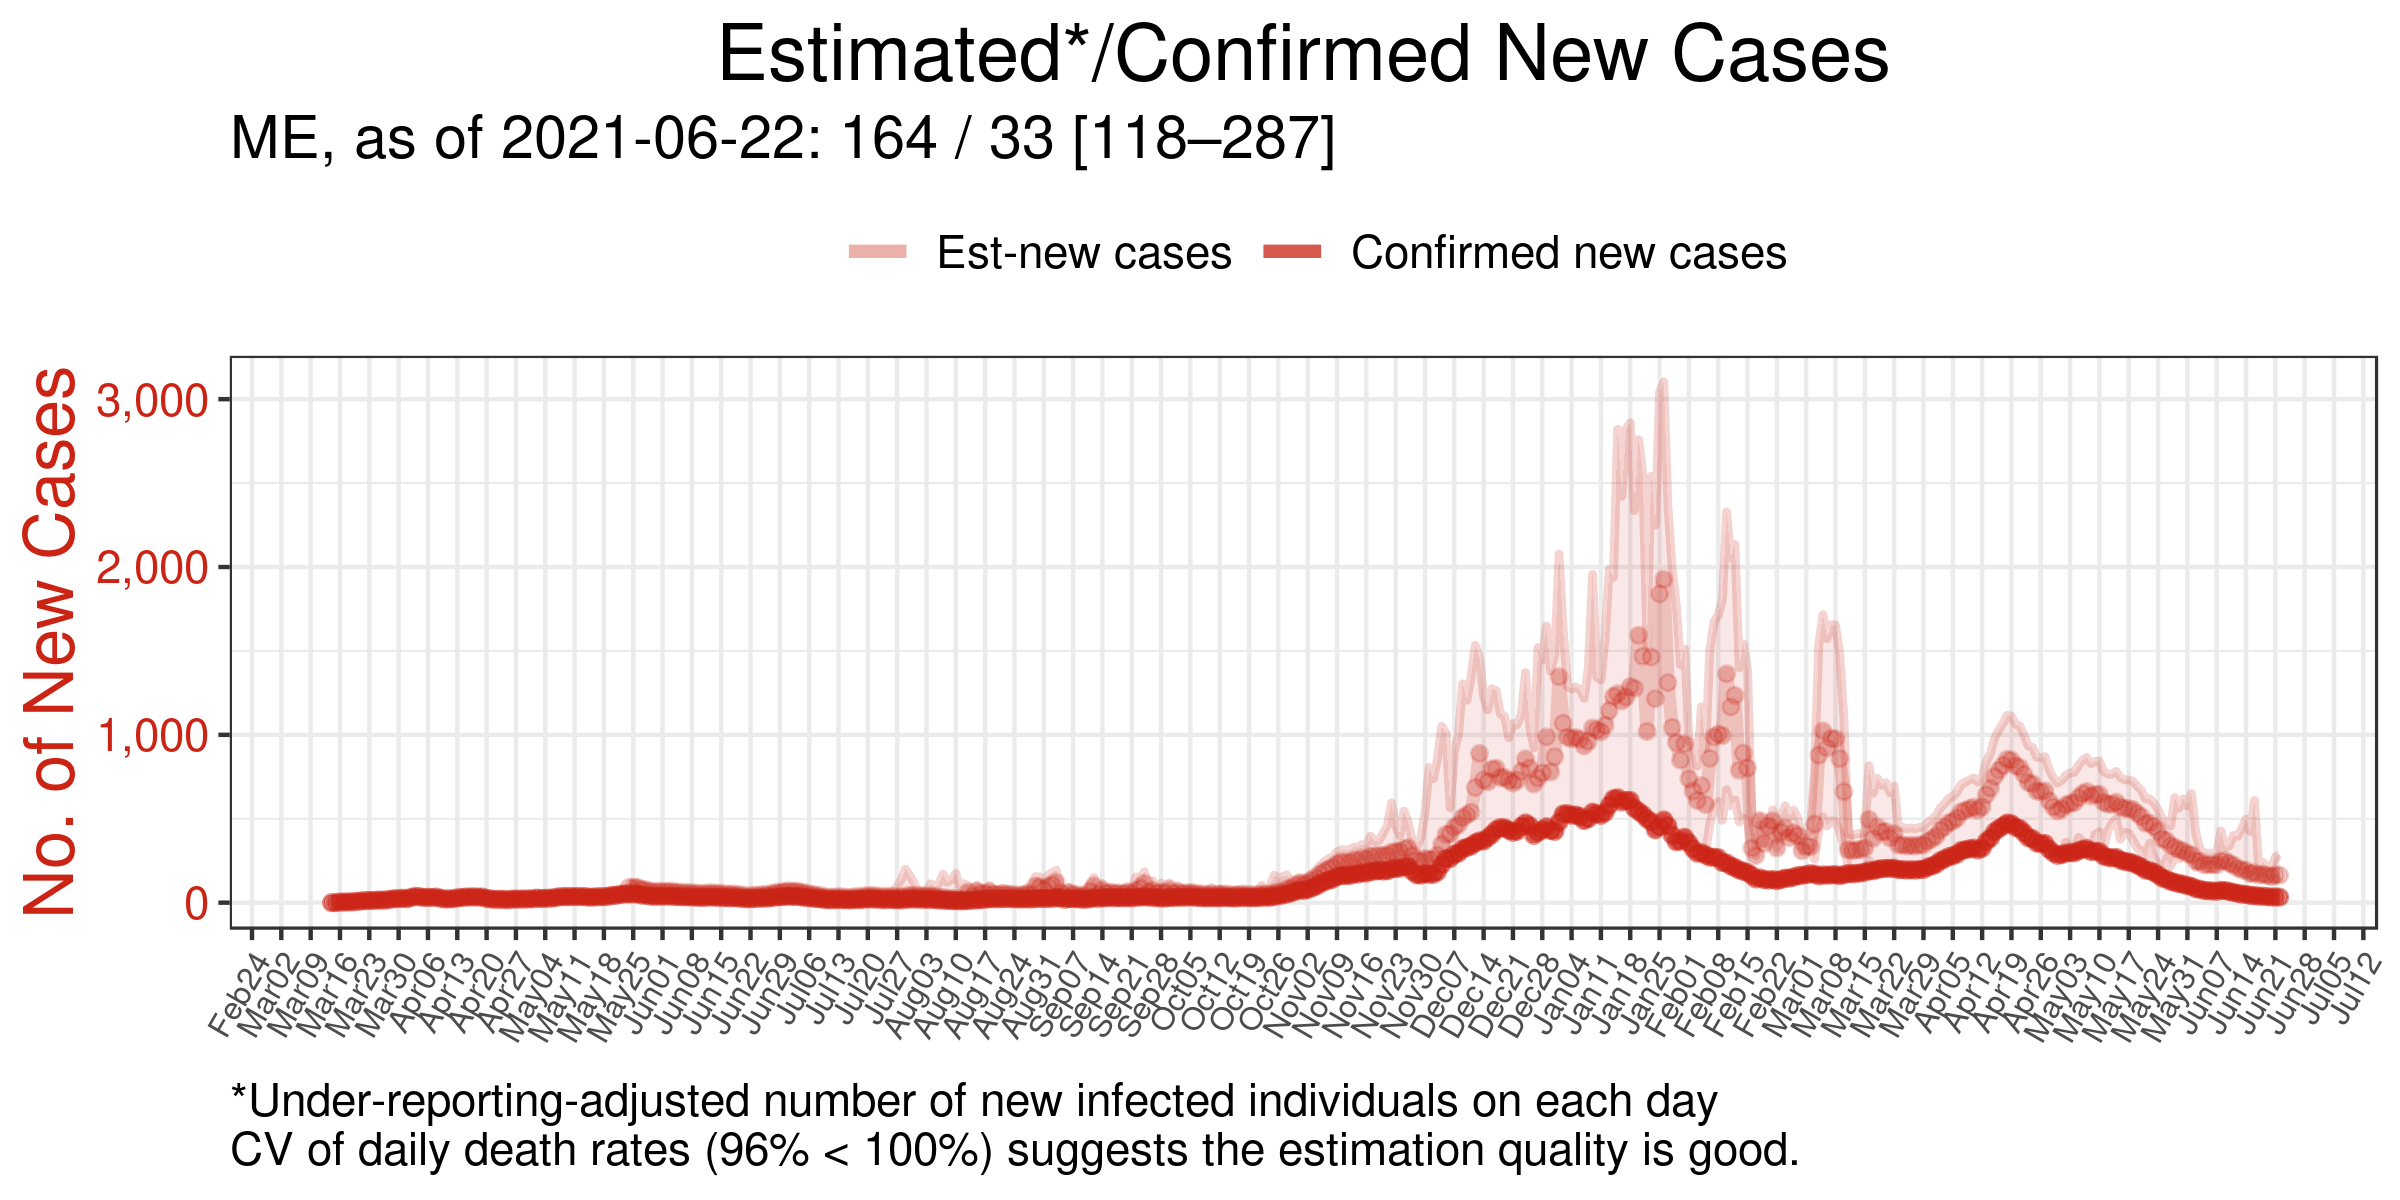 Estimated*/Confirmed New Cases
ME, as of 2021-06-22: 164 / 33 [118–287]
Est-new cases
Confirmed new cases
No. of New Cases
3,000
2,000
1,000
0
Feb24
Mar02
Mar09
Mar16
Mar23
Mar30
Apr06
Apr13
Apr20
Apr27
May04
May11
May18
May25
Jun01
Jun08
Jun15
Jun22
Jun29
Jul06
Jul13
Jul20
Jul27
Aug03
Aug10
Aug17
Aug24
Aug31
Sep07
Sep14
Sep21
Sep28
Oct05
Oct12
Oct19
Oct26
Nov02
Nov09
Nov16
Nov23
Nov30
Dec07
Dec14
Dec21
Dec28
Jan04
Jan11
Jan18
Jan25
Feb01
Feb08
Feb15
Feb22
Mar01
Mar08
Mar15
Mar22
Mar29
Apr05
Apr12
Apr19
Apr26
May03
May10
May17
May24
May31
Jun07
Jun14
Jun21
Jun28
Jul05
Jul12
*Under-reporting-adjusted number of new infected individuals on each day
CV of daily death rates (96% < 100%) suggests the estimation quality is good.